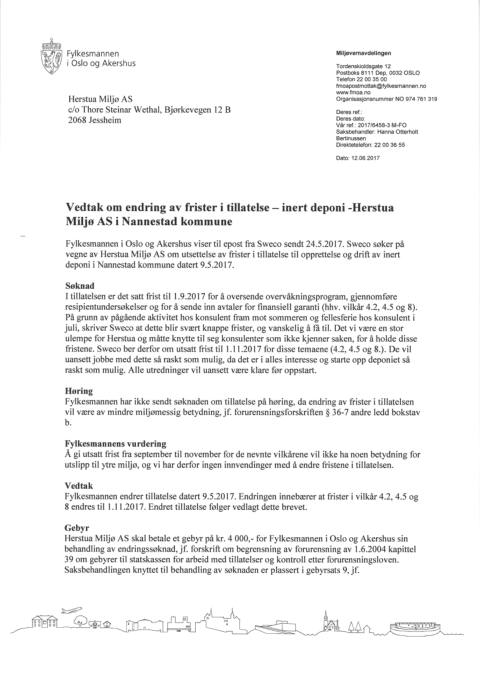 Fylkesmannen
i Oslo og Akershus
Miljøvernavdelingen
Tordenskioldsgate 12
Postboks 8111 Dep, 0032 OSLO
Telefon 22 00 35 00
fmoapostmottak@fylkesmannen.no
www.fmoa.no
Organisasjonsnummer NO 974 761 319
Deres ref.:
Deres dato:
Vår ref.: 2017/6458-3 M-FO
Saksbehandler: Hanna Otterholt
Bertinussen
Direktetelefon: 22 00 36 55
Dato: 12.06.2017
Herstua Miljø AS
c/o Thore Steinar Wethal, Bjørkevegen 12 B
2068 Jessheim
Vedtak om endring av frister i tillatelse – inert deponi -Herstua
Miljø AS i Nannestad kommune
Fylkesmannen i Oslo og Akershus viser til epost fra Sweco sendt 24.5.2017. Sweco søker på
vegne av Herstua Miljø AS om utsettelse av frister i tillatelse til opprettelse og drift av inert
deponi i Nannestad kommune datert 9.5.2017.
Søknad
I tillatelsen er det satt frist til 1.9.2017 for å oversende overvåkningsprogram, gjennomføre
resipientundersøkelser og for å sende inn avtaler for finansiell garanti (hhv. vilkår 4.2, 4.5 og 8).
På grunn av pågående aktivitet hos konsulent fram mot sommeren og fellesferie hos konsulent i
juli, skriver Sweco at dette blir svært knappe frister, og vanskelig å få til. Det vi være en stor
ulempe for Herstua og måtte knytte til seg konsulenter som ikke kjenner saken, for å holde disse
fristene. Sweco ber derfor om utsatt frist til 1.11.2017 for disse temaene (4.2, 4.5 og 8.). De vil
uansett jobbe med dette så raskt som mulig, da det er i alles interesse og starte opp deponiet så
raskt som mulig. Alle utredninger vil uansett være klare før oppstart.
Høring
Fylkesmannen har ikke sendt søknaden om tillatelse på høring, da endring av frister i tillatelsen
vil være av mindre miljømessig betydning, jf. forurensningsforskriften § 36-7 andre ledd bokstav
b.
Fylkesmannens vurdering
Å gi utsatt frist fra september til november for de nevnte vilkårene vil ikke ha noen betydning for
utslipp til ytre miljø, og vi har derfor ingen innvendinger med å endre fristene i tillatelsen.
Vedtak
Fylkesmannen endrer tillatelse datert 9.5.2017. Endringen innebærer at frister i vilkår 4.2, 4.5 og
8 endres til 1.11.2017. Endret tillatelse følger vedlagt dette brevet.
Gebyr
Herstua Miljø AS skal betale et gebyr på kr. 4 000,- for Fylkesmannen i Oslo og Akershus sin
behandling av endringssøknad, jf. forskrift om begrensning av forurensning av 1.6.2004 kapittel
39 om gebyrer til statskassen for arbeid med tillatelser og kontroll etter forurensningsloven.
Saksbehandlingen knyttet til behandling av søknaden er plassert i gebyrsats 9, jf.